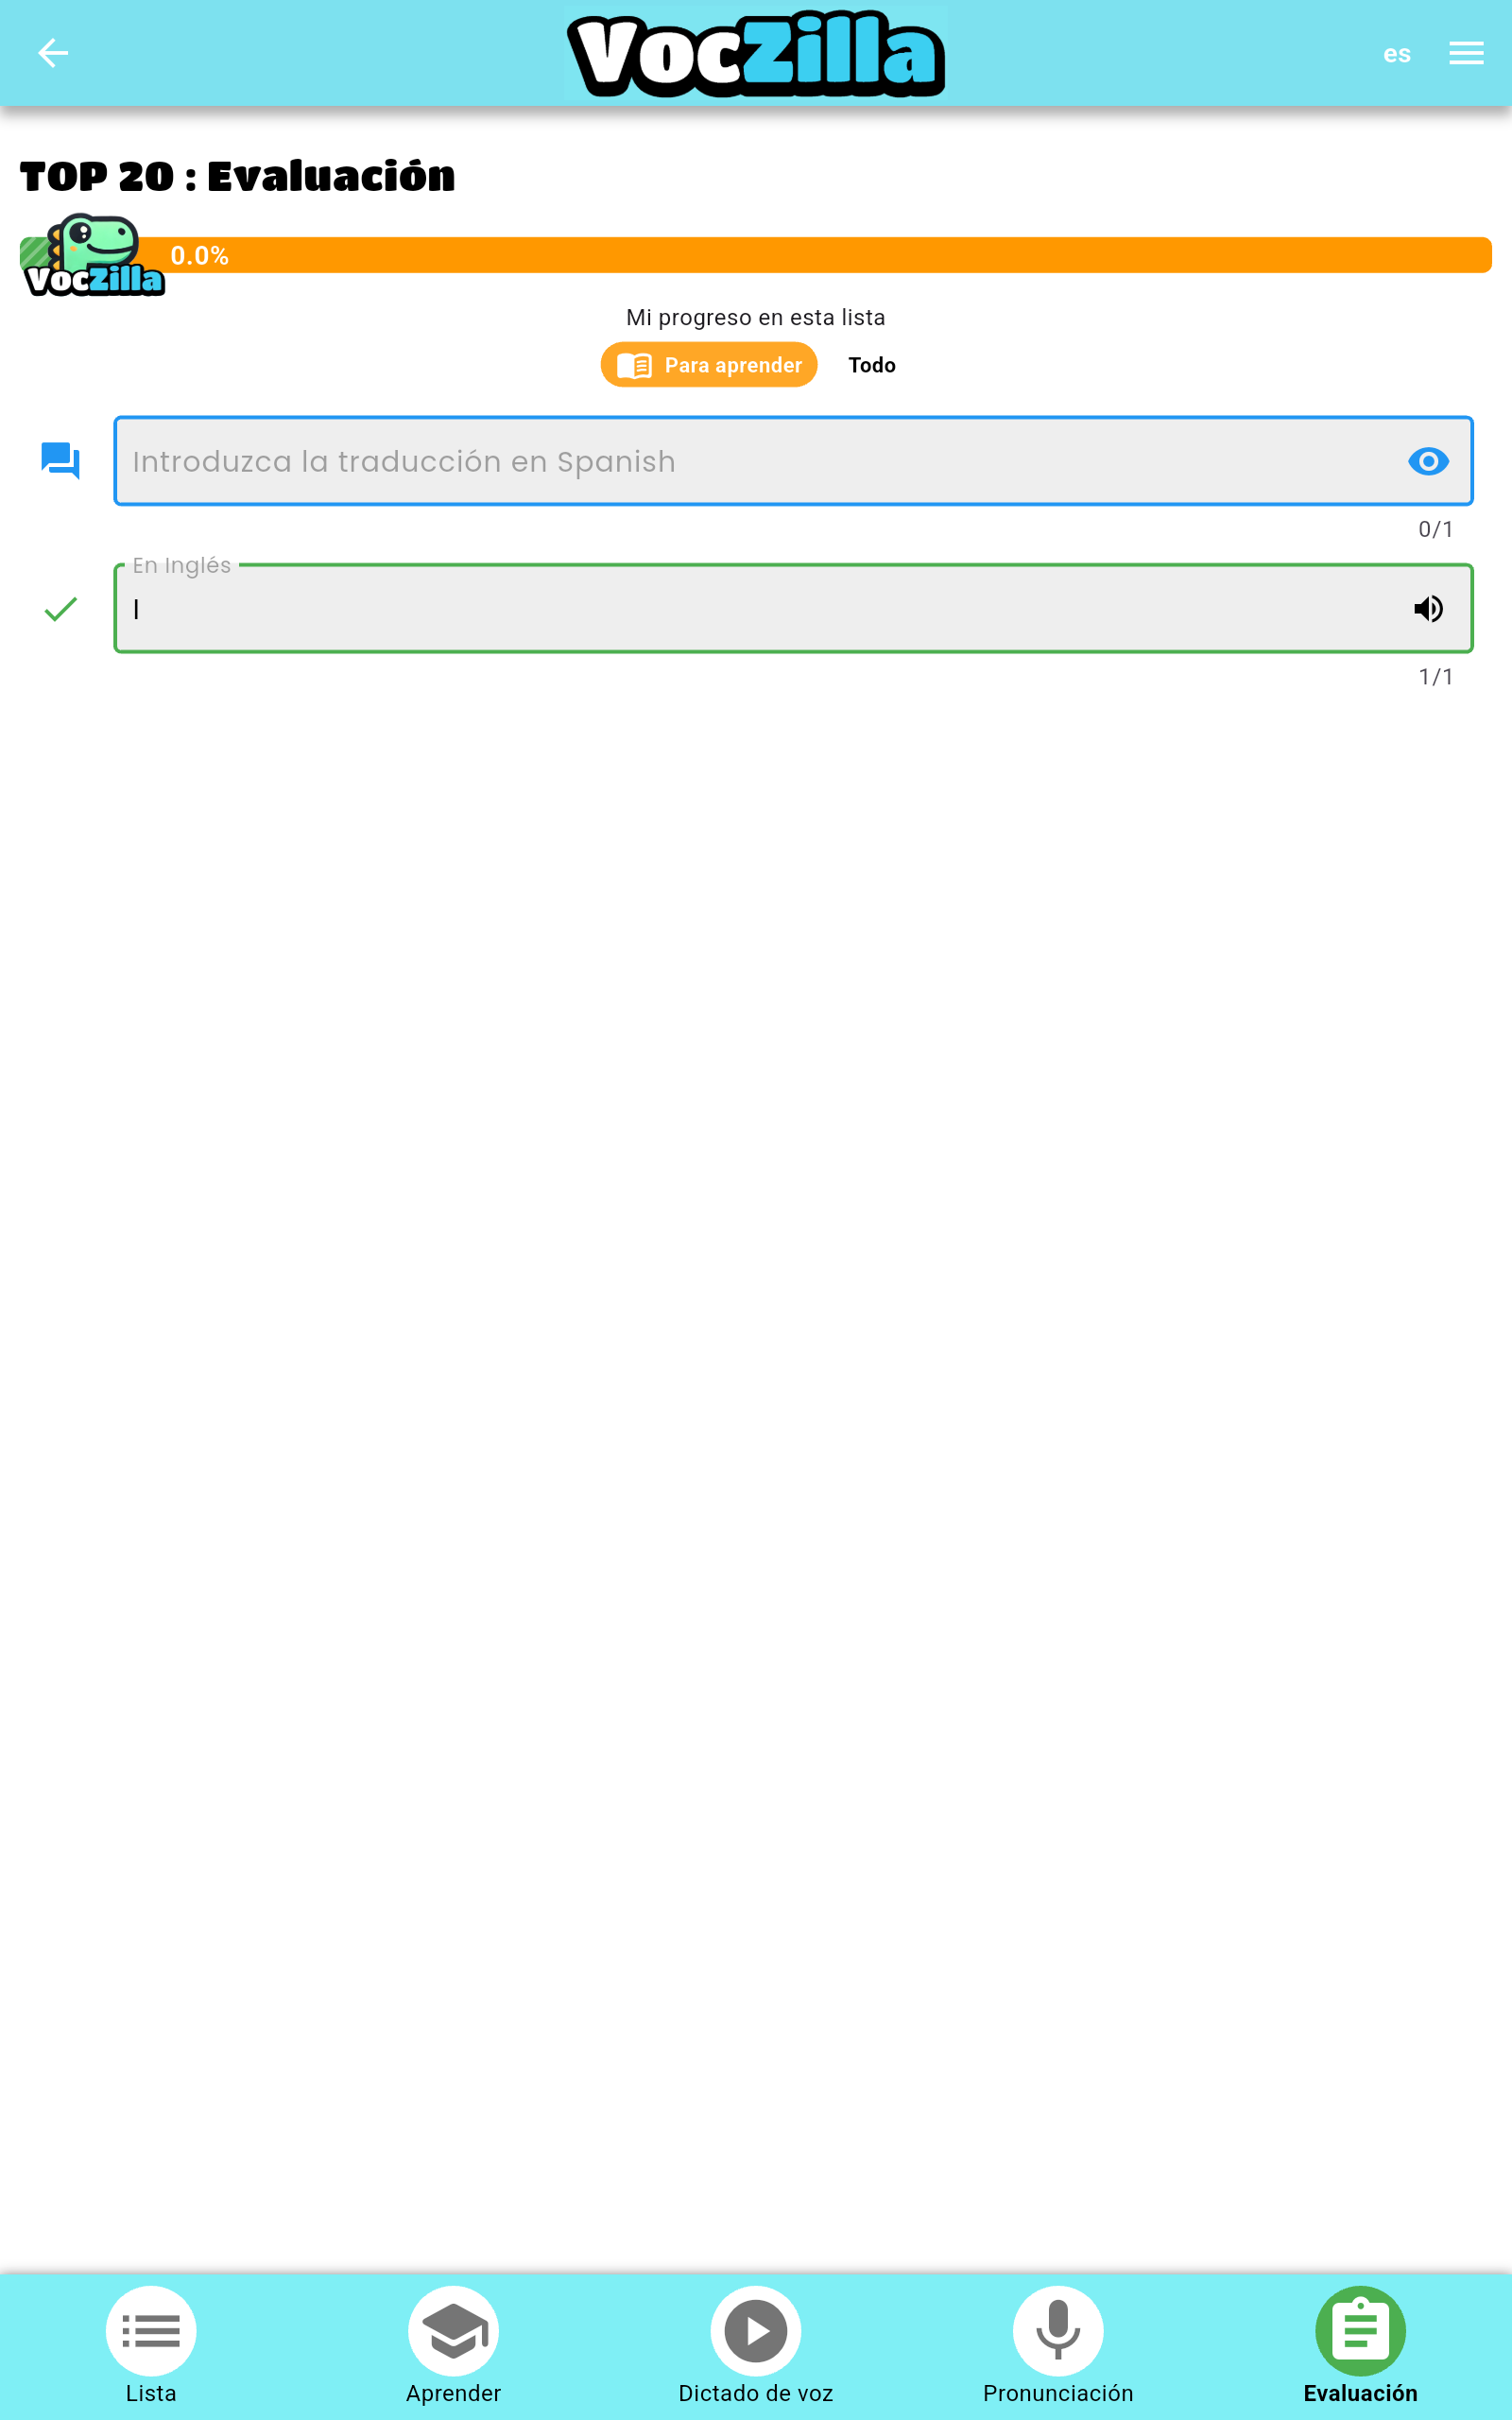 VocZilla
es
TOP 20 : Evaluación
VocZilla
0.0%
Mi progreso en esta lista
Para aprender Todo
Introduzca la traducción en Spanish
0/1
En Inglés
I
1/1
Lista Aprender Dictado de voz Pronunciación Evaluación